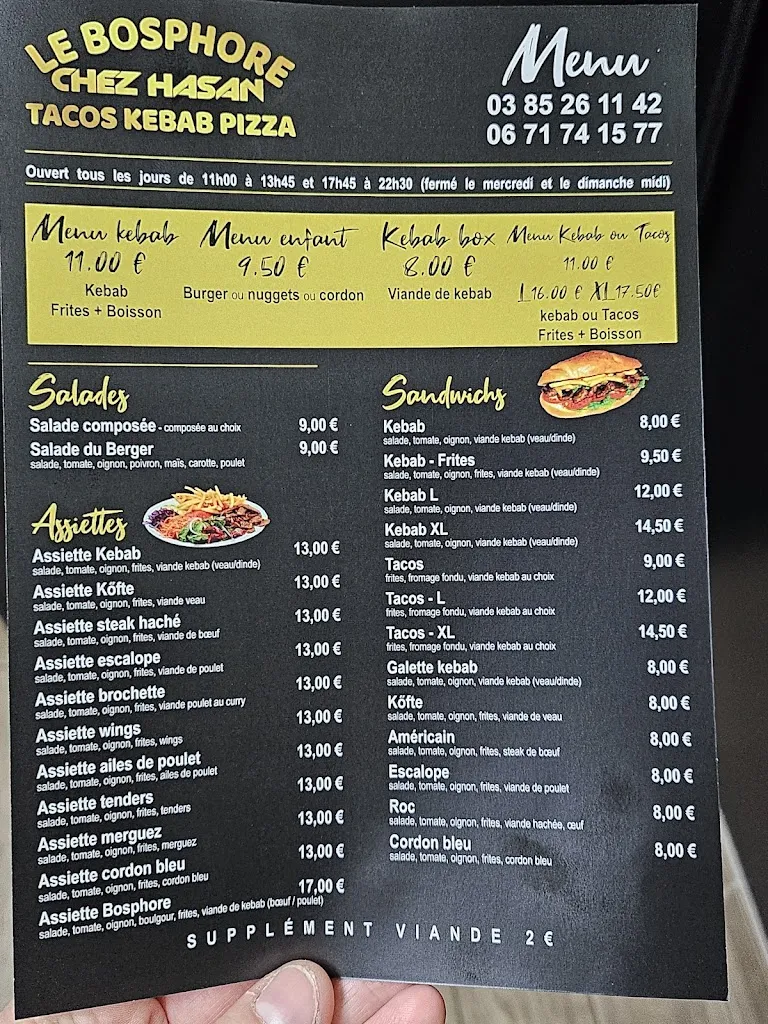 LE BOSPHORE
CHEZ HASAN
TACOS KEBAB PIZZA
Menu
03 85 26 11 42
06 71 74 15 77
Ouvert tous les jours de 11h00 à 13h45 et 17h45 à 22h30 (fermé le mercredi et le dimanche midi)
Menu kebab
11.00 €
Kebab
Frites + Boisson
Menu enfant
9.50 €
Burger ou nuggets ou cordon
Kebab box
8.00 €
Viande de kebab
Menu Kebab ou Tacos
11.00 €
L 16.00 € XL 17.50€
kebab ou Tacos
Frites + Boisson
Salades
Salade composée - composée au choix 9,00 €
Salade du Berger 9,00 €
salade, tomate, oignon, poivron, maïs, carotte, poulet
Assiettes
Assiette Kebab 13,00 €
salade, tomate, oignon, frites, viande kebab (veau/dinde)
Assiette Kőfte 13,00 €
salade, tomate, oignon, frites, viande veau
Assiette steak haché 13,00 €
salade, tomate, oignon, frites, viande de bœuf
Assiette escalope 13,00 €
salade, tomate, oignon, frites, viande de poulet
Assiette brochette 13,00 €
salade, tomate, oignon, frites, viande poulet au curry
Assiette wings 13,00 €
salade, tomate, oignon, frites, wings
Assiette ailes de poulet 13,00 €
salade, tomate, oignon, frites, ailes de poulet
Assiette tenders 13,00 €
salade, tomate, oignon, frites, tenders
Assiette merguez 13,00 €
salade, tomate, oignon, frites, merguez
Assiette cordon bleu 13,00 €
salade, tomate, oignon, frites, cordon bleu
Assiette Bosphore 17,00 €
salade, tomate, oignon, boulgour, frites, viande de kebab (bœuf / poulet)
Sandwichs
Kebab 8,00 €
salade, tomate, oignon, viande kebab (veau/dinde)
Kebab - Frites 9,50 €
salade, tomate, oignon, frites, viande kebab (veau/dinde)
Kebab L 12,00 €
salade, tomate, oignon, viande kebab (veau/dinde)
Kebab XL 14,50 €
salade, tomate, oignon, viande kebab (veau/dinde)
Tacos 9,00 €
frites, fromage fondu, viande kebab au choix
Tacos - L 12,00 €
frites, fromage fondu, viande kebab au choix
Tacos - XL 14,50 €
frites, fromage fondu, viande kebab au choix
Galette kebab 8,00 €
salade, tomate, oignon, viande kebab (veau/dinde)
Kőfte 8,00 €
salade, tomate, oignon, frites, viande de veau
Américain 8,00 €
salade, tomate, oignon, frites, steak de bœuf
Escalope 8,00 €
salade, tomate, oignon, frites, viande de poulet
Roc 8,00 €
salade, tomate, oignon, frites, viande hachée, œuf
Cordon bleu 8,00 €
salade, tomate, oignon, frites, cordon bleu
SUPPLÉMENT VIANDE 2 €